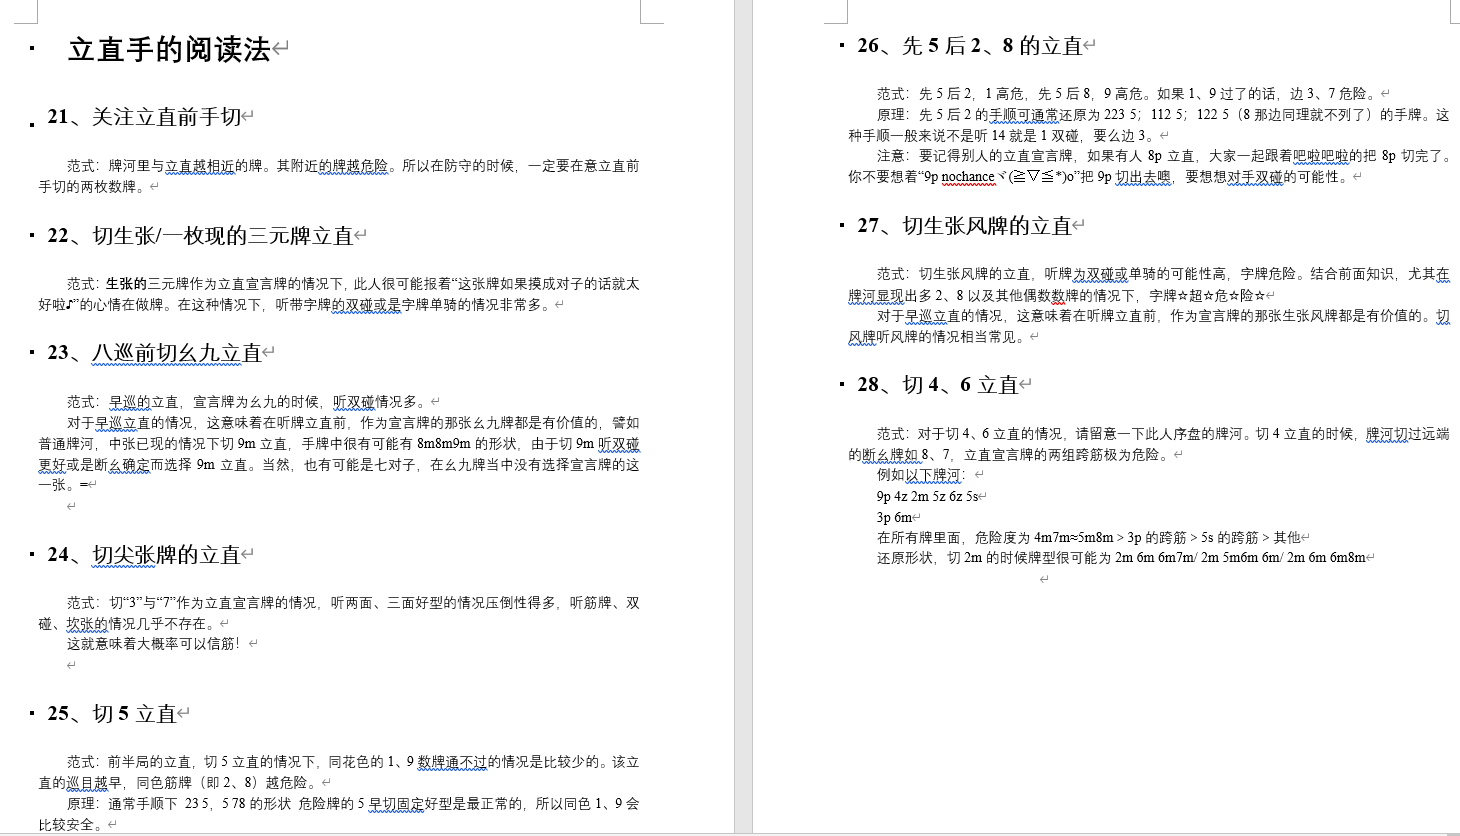 立直手的阅读法
21、关注立直前手切
范式：牌河里与立直越相近的牌。其附近的牌越危险。所以在防守的时候，一定要在意立直前
手切的两枚数牌。
22、切生张/一枚现的三元牌立直
范式：生张的三元牌作为立直宣言牌的情况下，此人很可能报着“这张牌如果摸成对子的话就太
好啦♪”的心情在做牌。在这种情况下，听带字牌的双碰或是字牌单骑的情况非常多。
23、八巡前切幺九立直
范式：早巡的立直，宣言牌为幺九的时候，听双碰情况多。
对于早巡立直的情况，这意味着在听牌立直前，作为宣言牌的那张幺九牌都是有价值的，譬如
普通牌河，中张已现的情况下切 9m 立直，手牌中很有可能有 8m8m9m 的形状，由于切 9m 听双碰
更好或是断幺确定而选择 9m 立直。当然，也有可能是七对子，在幺九牌当中没有选择宣言牌的这
一张。=
24、切尖张牌的立直
范式：切“3”与“7”作为立直宣言牌的情况，听两面、三面好型的情况压倒性得多，听筋牌、双
碰、坎张的情况几乎不存在。
这就意味着大概率可以信筋！
25、切 5 立直
范式：前半局的立直，切 5 立直的情况下，同花色的 1、9 数牌通不过的情况是比较少的。该立
直的巡目越早，同色筋牌（即 2、8）越危险。
原理：通常手顺下 23 5，5 78 的形状 危险牌的 5 早切固定好型是最正常的，所以同色 1、9 会
比较安全。
26、先 5 后 2、8 的立直
范式：先 5 后 2，1 高危，先 5 后 8，9 高危。如果 1、9 过了的话，边 3、7 危险。
原理：先 5 后 2 的手顺可通常还原为 223 5；112 5；122 5（8 那边同理就不列了）的手牌。这
种手顺一般来说不是听 14 就是 1 双碰，要么边 3。
注意：要记得别人的立直宣言牌，如果有人 8p 立直，大家一起跟着吧啦吧啦的把 8p 切完了。
你不要想着“9p nochanceヾ(≧▽≦*)o”把 9p 切出去噢，要想想对手双碰的可能性。
27、切生张风牌的立直
范式：切生张风牌的立直，听牌为双碰或单骑的可能性高，字牌危险。结合前面知识，尤其在
牌河显现出多 2、8 以及其他偶数数牌的情况下，字牌☆超☆危☆险☆
对于早巡立直的情况，这意味着在听牌立直前，作为宣言牌的那张生张风牌都是有价值的。切
风牌听风牌的情况相当常见。
28、切 4、6 立直
范式：对于切 4、6 立直的情况，请留意一下此人序盘的牌河。切 4 立直的时候，牌河切过远端
的断幺牌如 8、7，立直宣言牌的两组跨筋极为危险。
例如以下牌河：
9p 4z 2m 5z 6z 5s
3p 6m
在所有牌里面，危险度为 4m7m≈5m8m > 3p 的跨筋 > 5s 的跨筋 > 其他
还原形状，切 2m 的时候牌型很可能为 2m 6m 6m7m/ 2m 5m6m 6m/ 2m 6m 6m8m